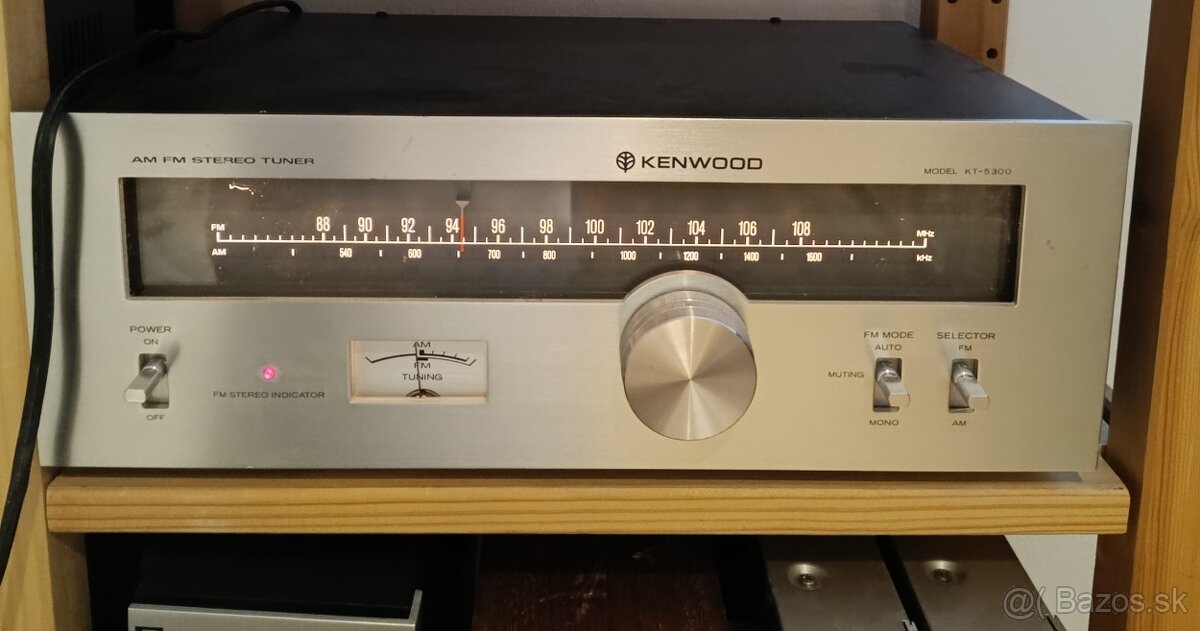 AM FM STEREO TUNER
KENWOOD
MODEL KT-5300
FM 88 90 92 94 96 98 100 102 104 106 108 MHz
AM 540 600 700 800 1000 1200 1400 1600 kHz
POWER
ON
OFF
FM STEREO INDICATOR
AM
FM
TUNING
FM MODE
AUTO
MUTING
MONO
SELECTOR
FM
AM
@( Bazos.sk